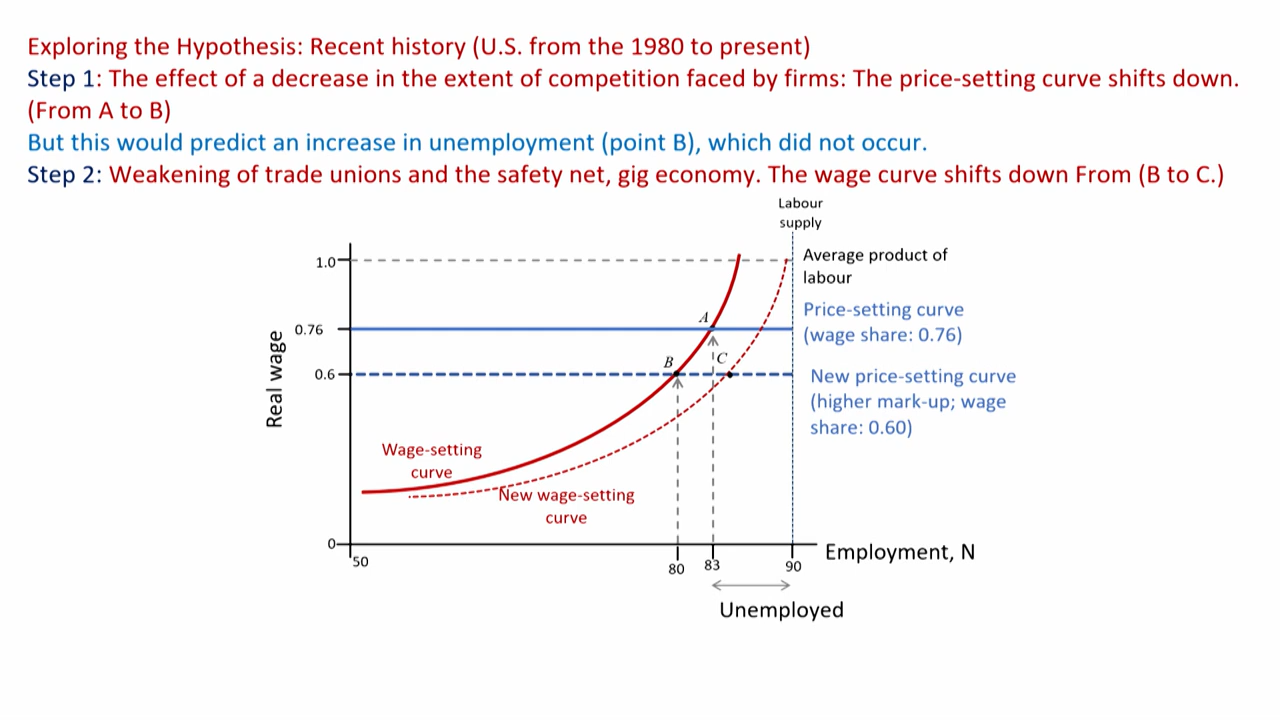 Exploring the Hypothesis: Recent history (U.S. from the 1980 to present)
Step 1: The effect of a decrease in the extent of competition faced by firms: The price-setting curve shifts down.
(From A to B)
But this would predict an increase in unemployment (point B), which did not occur.
Step 2: Weakening of trade unions and the safety net, gig economy. The wage curve shifts down From (B to C.)
Labour
supply
1.0
Average product of
labour
Price-setting curve
(wage share: 0.76)
A
0.76
Real wage
B
C
0.6
New price-setting curve
(higher mark-up; wage
share: 0.60)
Wage-setting
curve
New wage-setting
curve
0
50
80
83
90
Employment, N
Unemployed